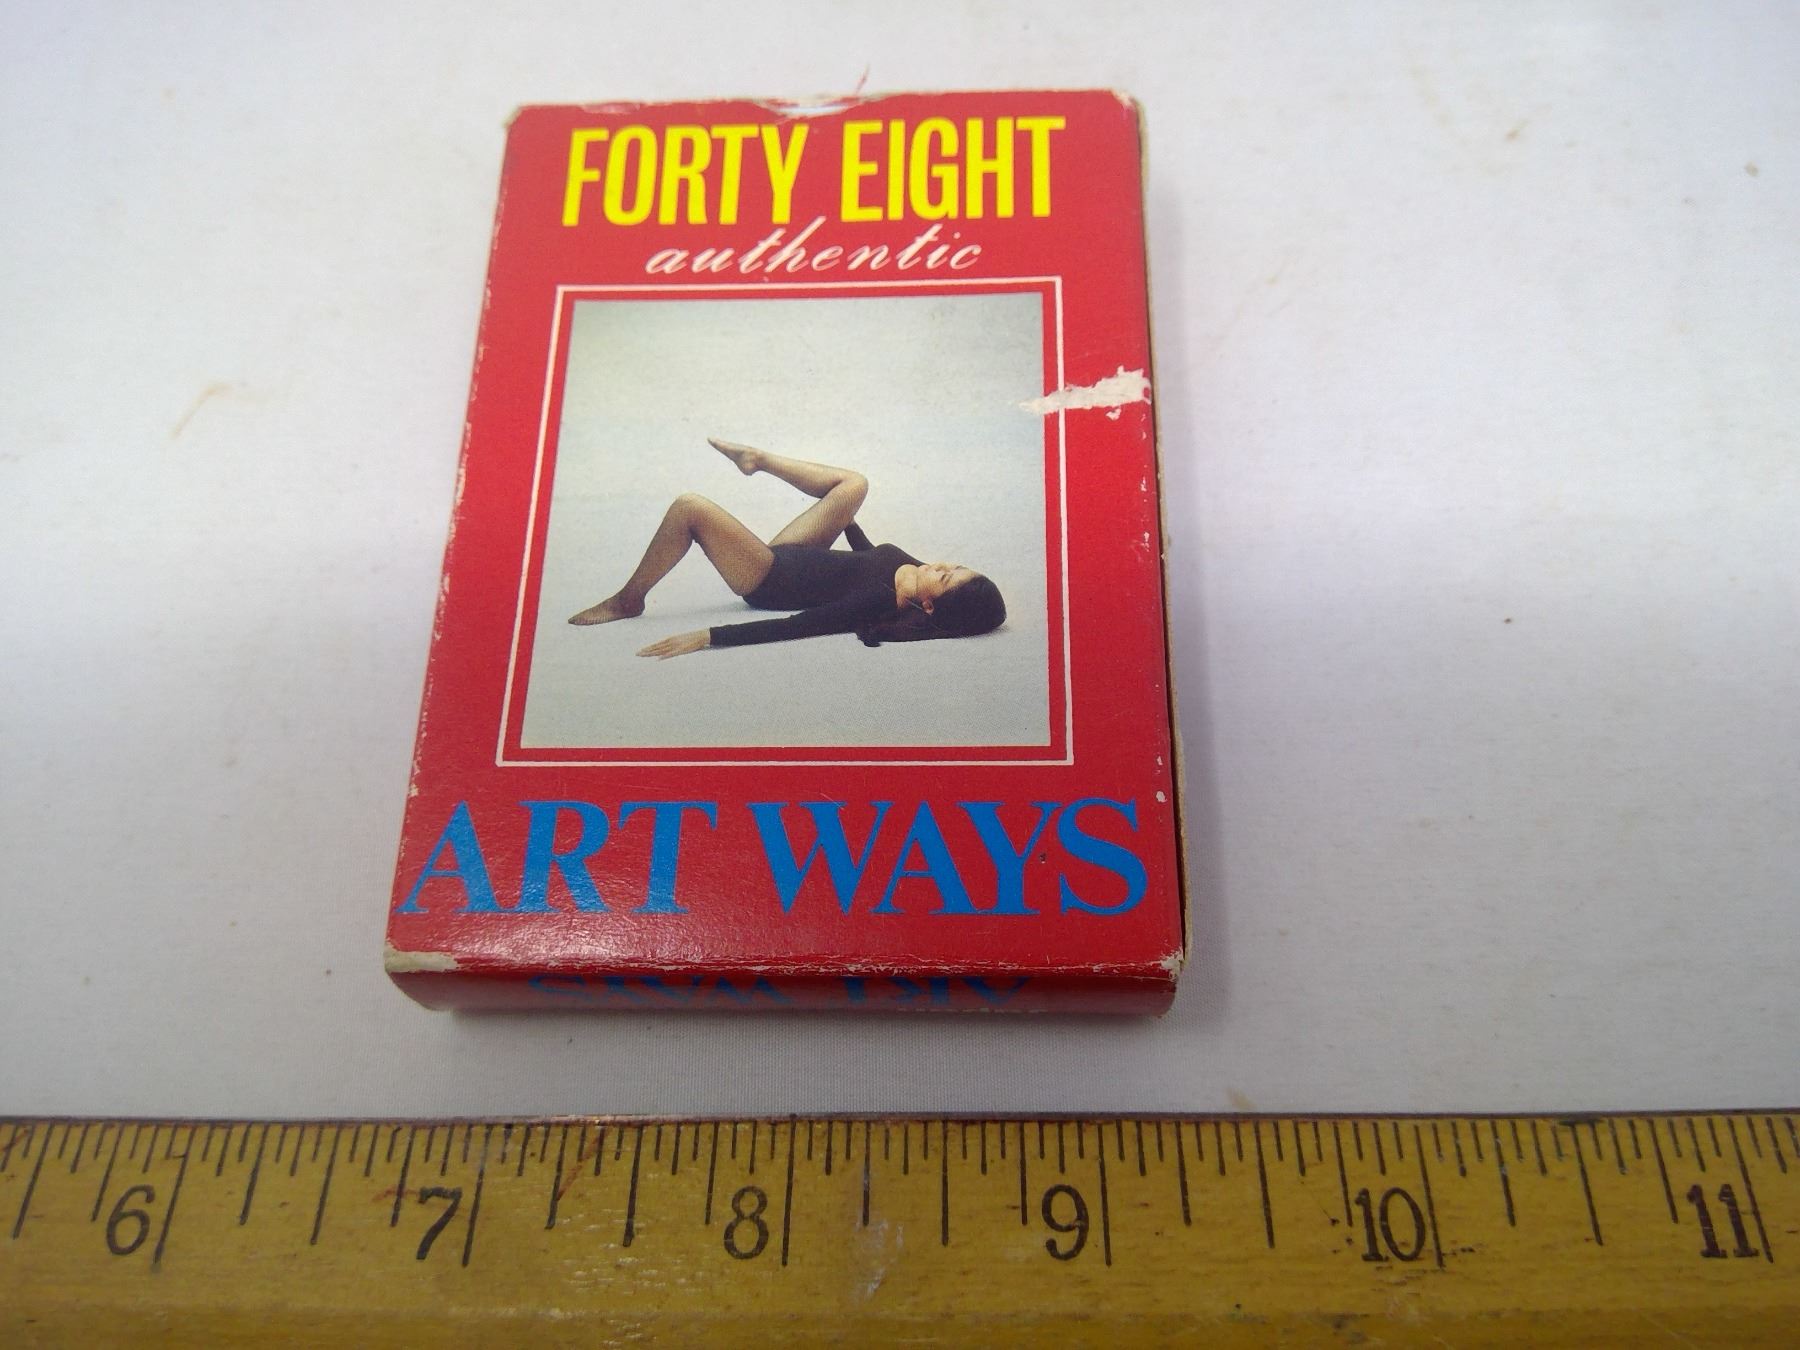 FORTY EIGHT
authentic
ART WAYS
ART WAYS
6 7 8 9 10 11